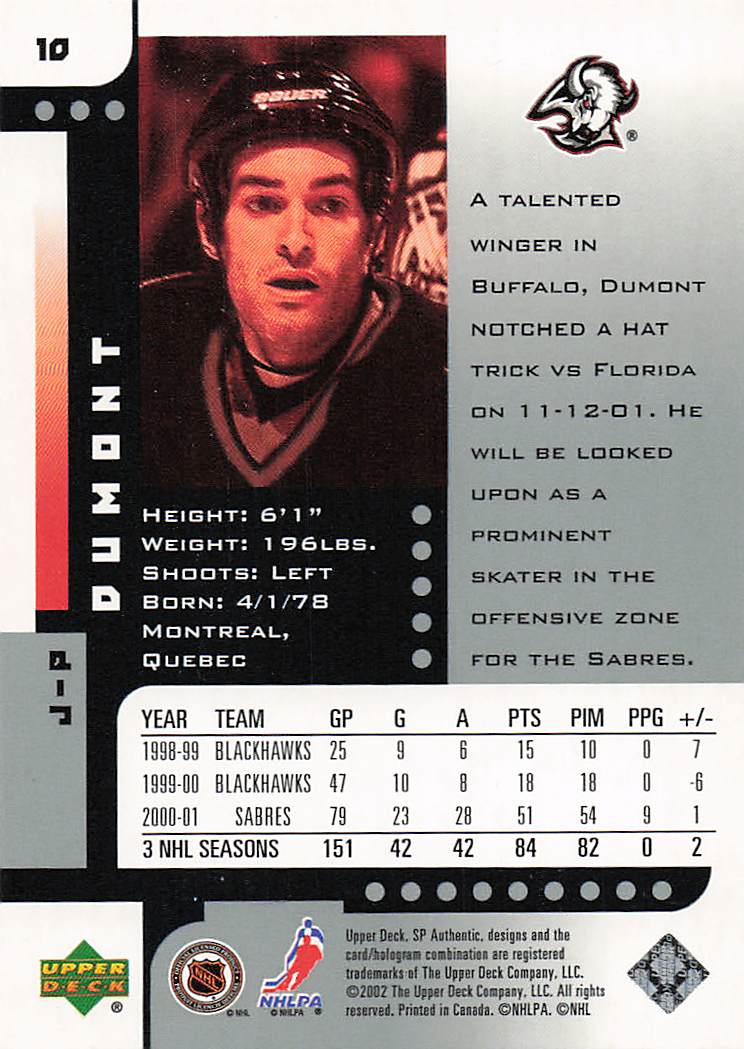 10
BAUER
®
A TALENTED
WINGER IN
BUFFALO, DUMONT
NOTCHED A HAT
TRICK VS FLORIDA
ON 11-12-01. HE
WILL BE LOOKED
UPON AS A
PROMINENT
SKATER IN THE
OFFENSIVE ZONE
FOR THE SABRES.
J-P DUMONT
HEIGHT: 6'1"
WEIGHT: 196LBS.
SHOOTS: LEFT
BORN: 4/1/78
MONTREAL,
QUEBEC
YEAR TEAM GP G A PTS PIM PPG +/-
1998-99 BLACKHAWKS 25 9 6 15 10 0 7
1999-00 BLACKHAWKS 47 10 8 18 18 0 -6
2000-01 SABRES 79 23 28 51 54 9 1
3 NHL SEASONS 151 42 42 84 82 0 2
UPPER
DECK
®
NHL
© NHL
NHLPA
© NHLPA ®
Upper Deck, SP Authentic, designs and the
card/hologram combination are registered
trademarks of The Upper Deck Company, LLC.
©2002 The Upper Deck Company, LLC. All rights
reserved. Printed in Canada. ©NHLPA. ©NHL